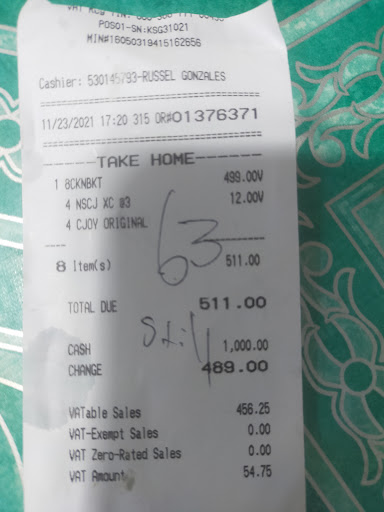 POS01-SN:KSG31021
MIN#16050319415162656
Cashier: 530145793-RUSSEL GONZALES
11/23/2021 17:20 315 OR#01376371
------TAKE HOME------
1 8CKNBKT 499.00V
4 NSCJ XC @3 12.00V
4 CJOY ORIGINAL
63
8 Item(s) 511.00
TOTAL DUE 511.00
CASH 1,000.00
CHANGE 489.00
VATable Sales 456.25
VAT-Exempt Sales 0.00
VAT Zero-Rated Sales 0.00
VAT Amount 54.75